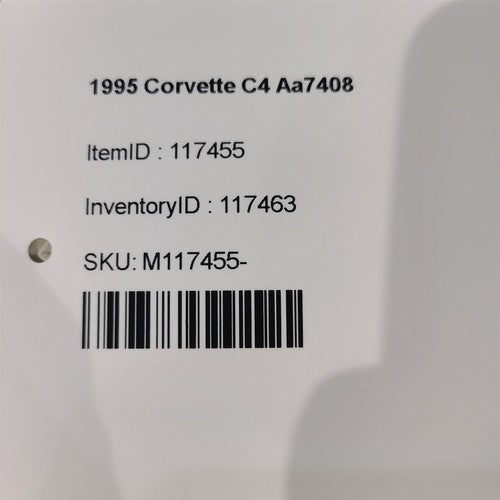 1995 Corvette C4 Aa7408
ItemID : 117455
InventoryID : 117463
SKU: M117455-